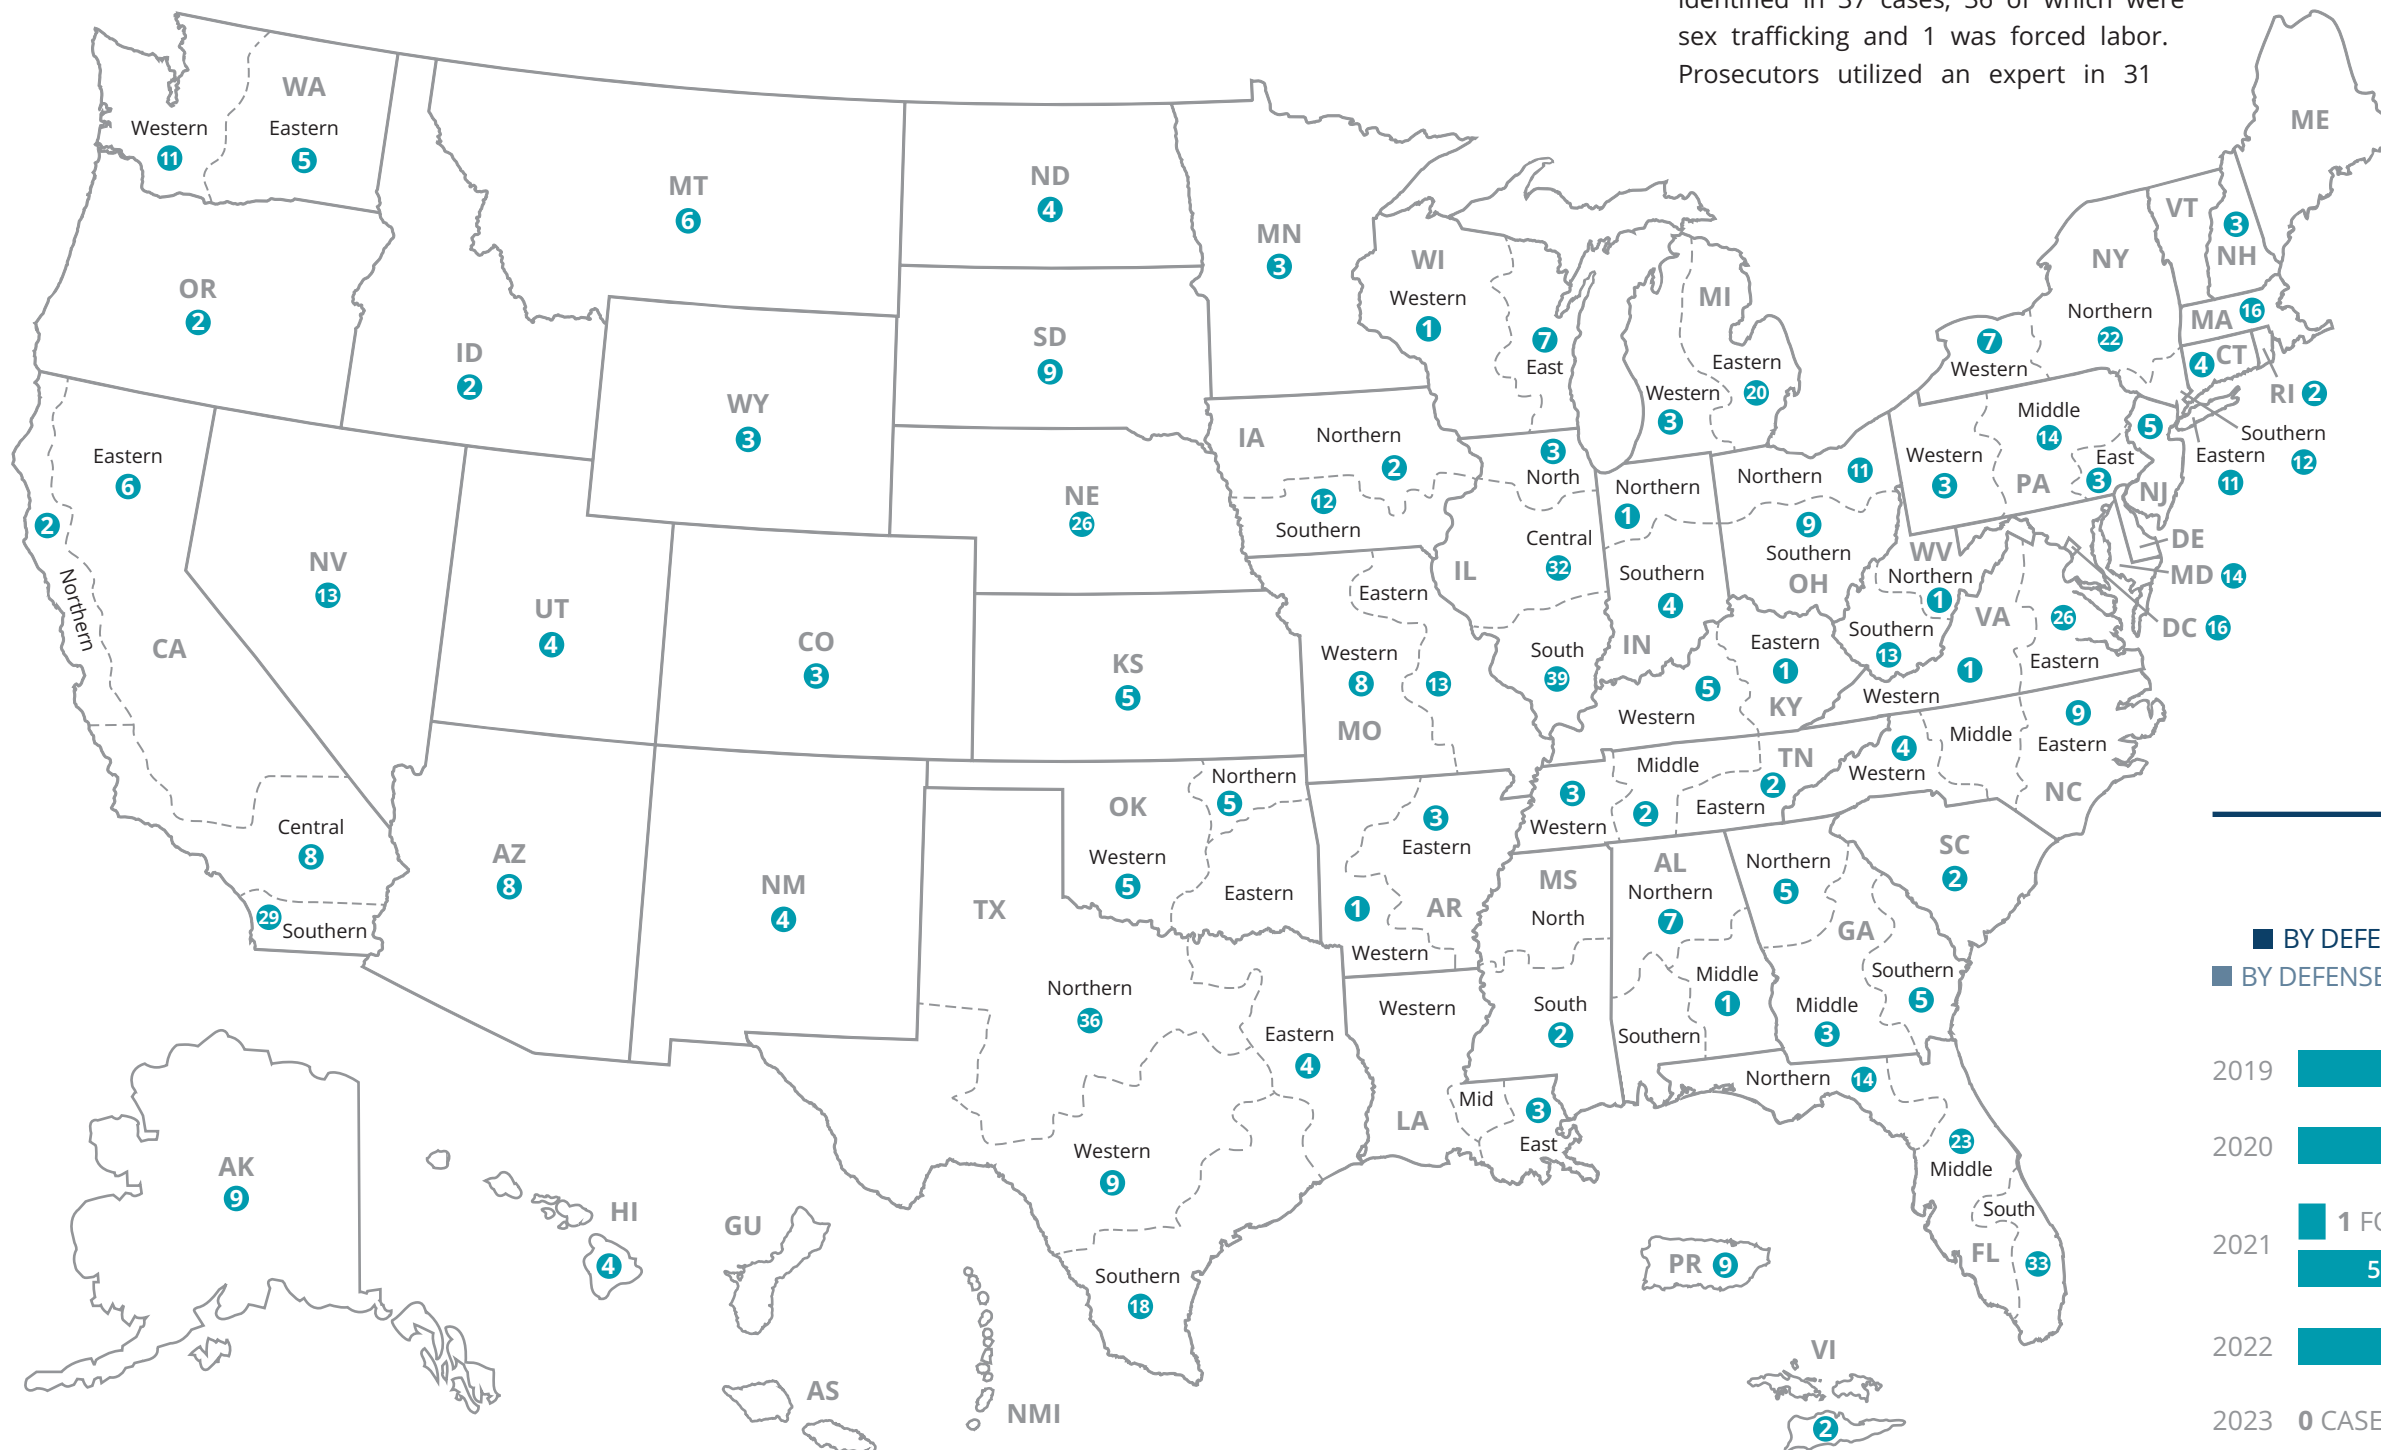 identified in 37 cases, 36 of which were
sex trafficking and 1 was forced labor.
Prosecutors utilized an expert in 31
WA
Western
11
Eastern
5
OR
2
ID
2
MT
6
WY
3
ND
4
SD
9
NE
26
KS
5
MN
3
WI
Western
1
7
East
MI
Western
3
Eastern
20
IA
Northern
2
12
Southern
IL
3
North
Central
32
South
39
IN
Northern
1
Southern
4
OH
Northern
11
9
Southern
CA
Eastern
6
2
Northern
Central
8
29
Southern
NV
13
UT
4
CO
3
AZ
8
NM
4
MO
Eastern
13
Western
8
KY
Eastern
1
5
Western
WV
Northern
1
Southern
13
VA
26
Eastern
1
Western
NY
Northern
22
7
Western
Southern
12
Eastern
11
VT
3
NH
ME
MA
16
4
CT
RI
2
PA
Middle
14
Western
3
East
3
5
NJ
DE
MD
14
DC
16
TN
Middle
2
3
Western
2
Eastern
NC
Middle
9
Eastern
4
Western
SC
2
OK
Northern
5
Western
5
Eastern
AR
3
Eastern
1
Western
MS
North
South
2
AL
Northern
7
Middle
1
Southern
GA
Northern
5
Middle
3
Southern
5
TX
Northern
36
Eastern
4
Western
9
Southern
18
LA
Western
Mid
3
East
FL
Northern
14
23
Middle
South
33
AK
9
HI
4
GU
AS
NMI
PR
9
VI
2
BY DEFE
BY DEFENSE
2019
2020
2021
1 FO
5
2022
2023
0 CASE